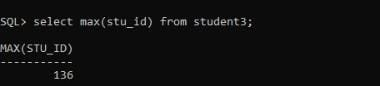 SQL> select max(stu_id) from student3;
MAX(STU_ID)
-----------
136